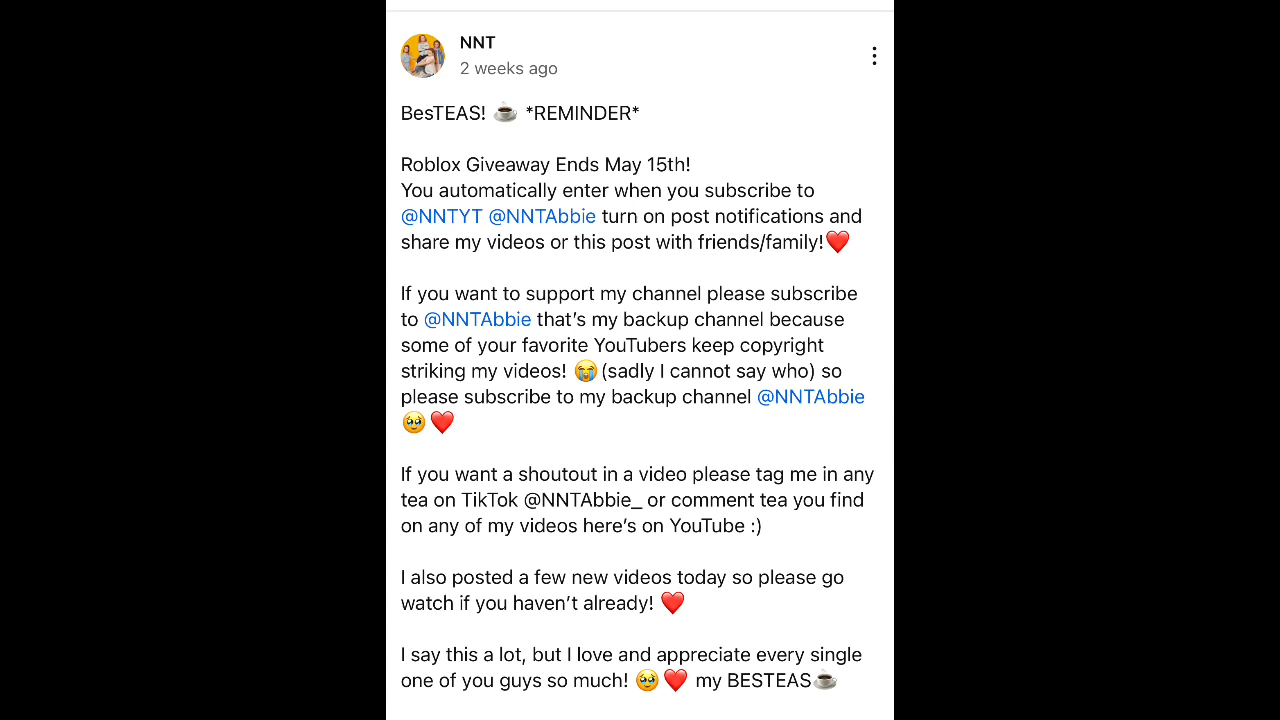 NNT
2 weeks ago
BesTEAS! ☕ *REMINDER*
Roblox Giveaway Ends May 15th!
You automatically enter when you subscribe to
@NNTYT @NNTAbbie turn on post notifications and
share my videos or this post with friends/family!❤️
If you want to support my channel please subscribe
to @NNTAbbie that’s my backup channel because
some of your favorite YouTubers keep copyright
striking my videos! 😭(sadly I cannot say who) so
please subscribe to my backup channel @NNTAbbie
🥹❤️
If you want a shoutout in a video please tag me in any
tea on TikTok @NNTAbbie_ or comment tea you find
on any of my videos here’s on YouTube :)
I also posted a few new videos today so please go
watch if you haven’t already! ❤️
I say this a lot, but I love and appreciate every single
one of you guys so much! 🥹❤️ my BESTEAS☕